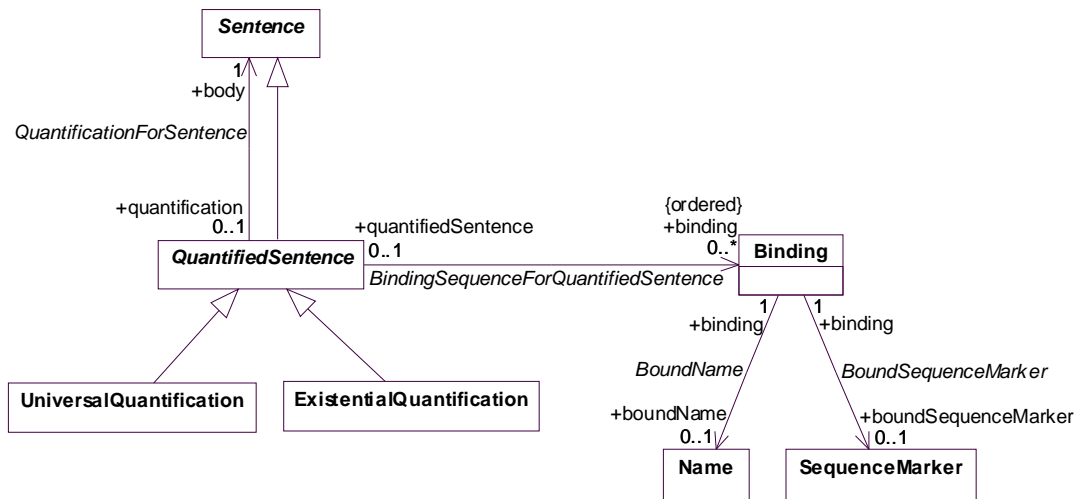 Sentence
1
+body
QuantificationForSentence
+quantification
0..1
QuantifiedSentence
+quantifiedSentence
0..1
BindingSequenceForQuantifiedSentence
{ordered}
+binding
0..*
Binding
1
+binding
1
+binding
BoundName
BoundSequenceMarker
+boundName
0..1
+boundSequenceMarker
0..1
UniversalQuantification
ExistentialQuantification
Name
SequenceMarker